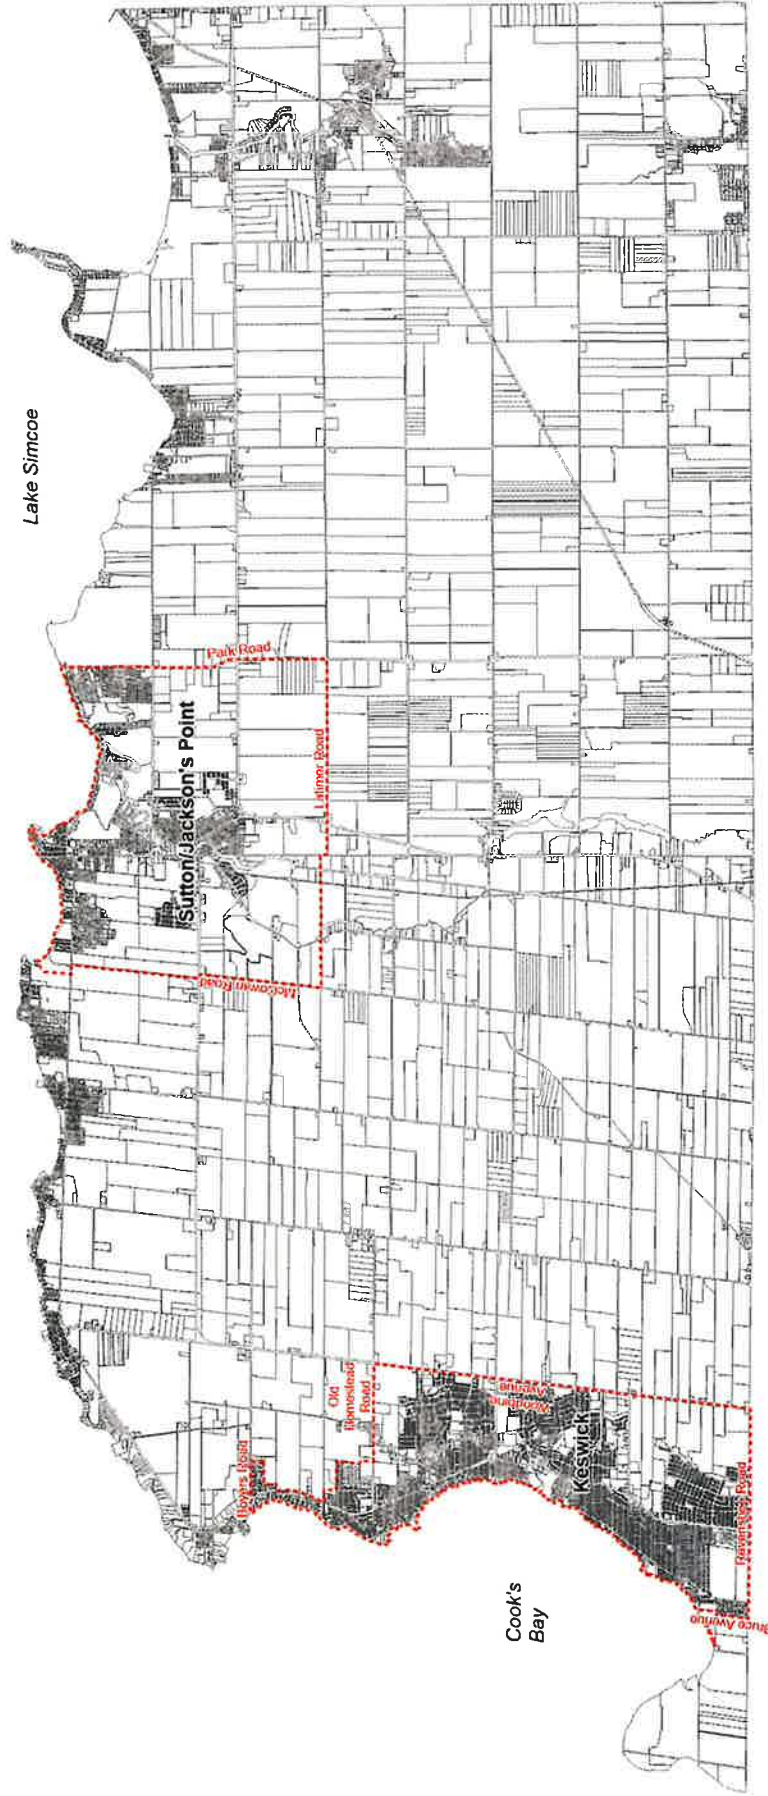 Lake Simcoe
Park Road
Sutton/Jackson's Point
Latimer Road
McCowan Road
Old
Homestead
Road
Woodbine
Avenue
Boyers Road
Keswick
Ravenshoe Road
Cook's
Bay
Bruce Avenue